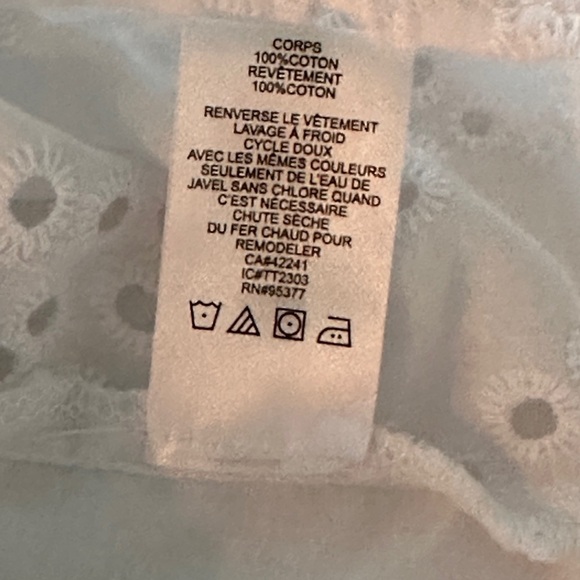 CORPS
100%COTON
REVÊTEMENT
100%COTON
RENVERSE LE VÊTEMENT
LAVAGE À FROID
CYCLE DOUX
AVEC LES MÊMES COULEURS
SEULEMENT DE L'EAU DE
JAVEL SANS CHLORE QUAND
C'EST NÉCESSAIRE
CHUTE SÈCHE
DU FER CHAUD POUR
REMODELER
CA#42241
IC#TT2303
RN#95377